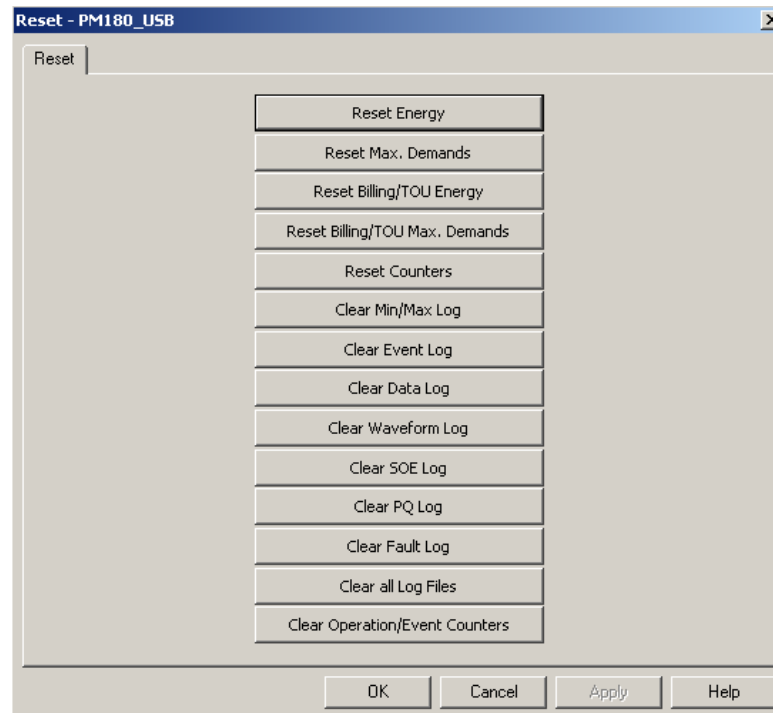 Reset - PM180_USB
Reset
Reset Energy
Reset Max. Demands
Reset Billing/TOU Energy
Reset Billing/TOU Max. Demands
Reset Counters
Clear Min/Max Log
Clear Event Log
Clear Data Log
Clear Waveform Log
Clear SOE Log
Clear PQ Log
Clear Fault Log
Clear all Log Files
Clear Operation/Event Counters
OK Cancel Apply Help